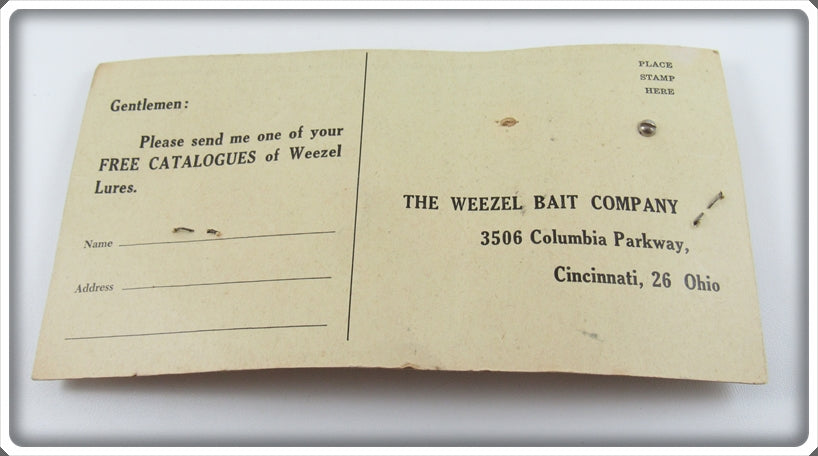 Gentlemen:
Please send me one of your
FREE CATALOGUES of Weezel
Lures.
Name
Address
PLACE
STAMP
HERE
THE WEEZEL BAIT COMPANY
3506 Columbia Parkway,
Cincinnati, 26 Ohio